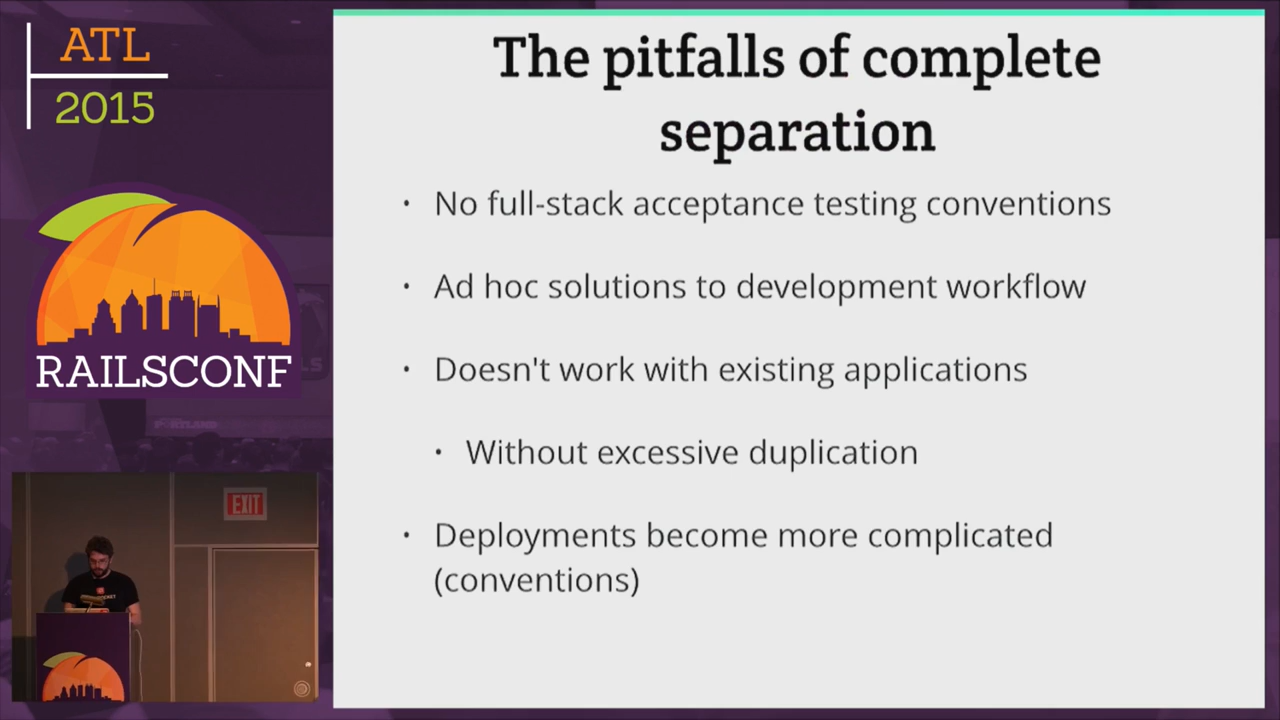 ATL
2015
RAILSCONF
EXIT
The pitfalls of complete
separation
• No full-stack acceptance testing conventions
• Ad hoc solutions to development workflow
• Doesn't work with existing applications
• Without excessive duplication
• Deployments become more complicated
(conventions)